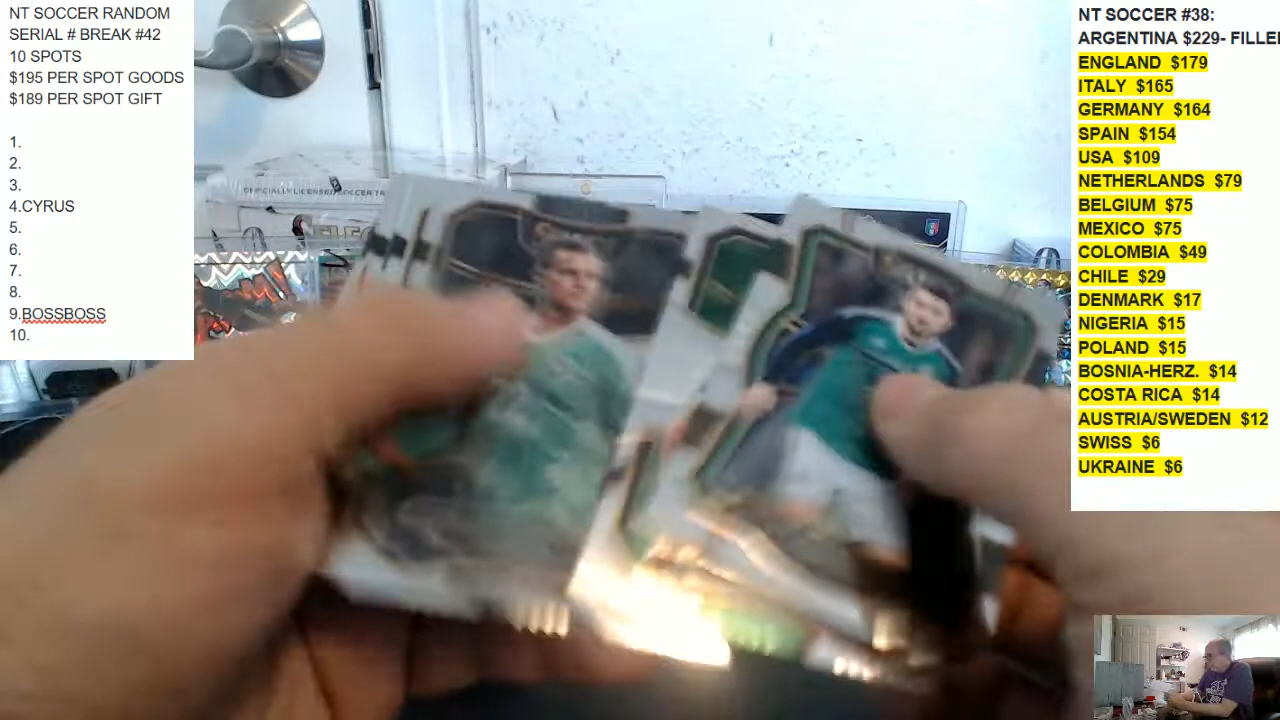 NT SOCCER RANDOM
SERIAL # BREAK #42
10 SPOTS
$195 PER SPOT GOODS
$189 PER SPOT GIFT
1.
2.
3.
4.CYRUS
5.
6.
7.
8.
9.BOSSBOSS
10.
OFFICIALLY LICENSED SOCCER
NT SOCCER #38:
ARGENTINA $229- FILLE
ENGLAND $179
ITALY $165
GERMANY $164
SPAIN $154
USA $109
NETHERLANDS $79
BELGIUM $75
MEXICO $75
COLOMBIA $49
CHILE $29
DENMARK $17
NIGERIA $15
POLAND $15
BOSNIA-HERZ. $14
COSTA RICA $14
AUSTRIA/SWEDEN $12
SWISS $6
UKRAINE $6